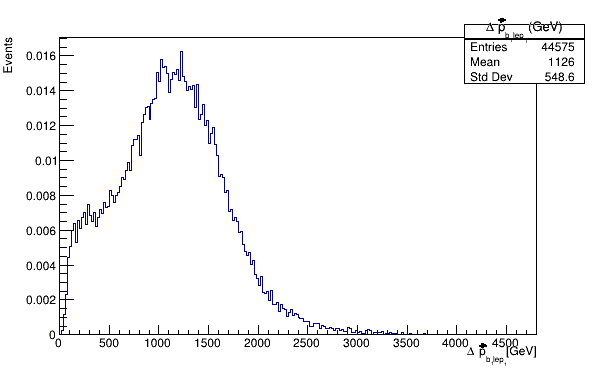 Δ p⃗ b,lep₁ (GeV)
Entries 44575
Mean 1126
Std Dev 548.6
Events
0.016
0.014
0.012
0.01
0.008
0.006
0.004
0.002
0
0 500 1000 1500 2000 2500 3000 3500 4000 4500
Δ p⃗ b,lep₁ [GeV]